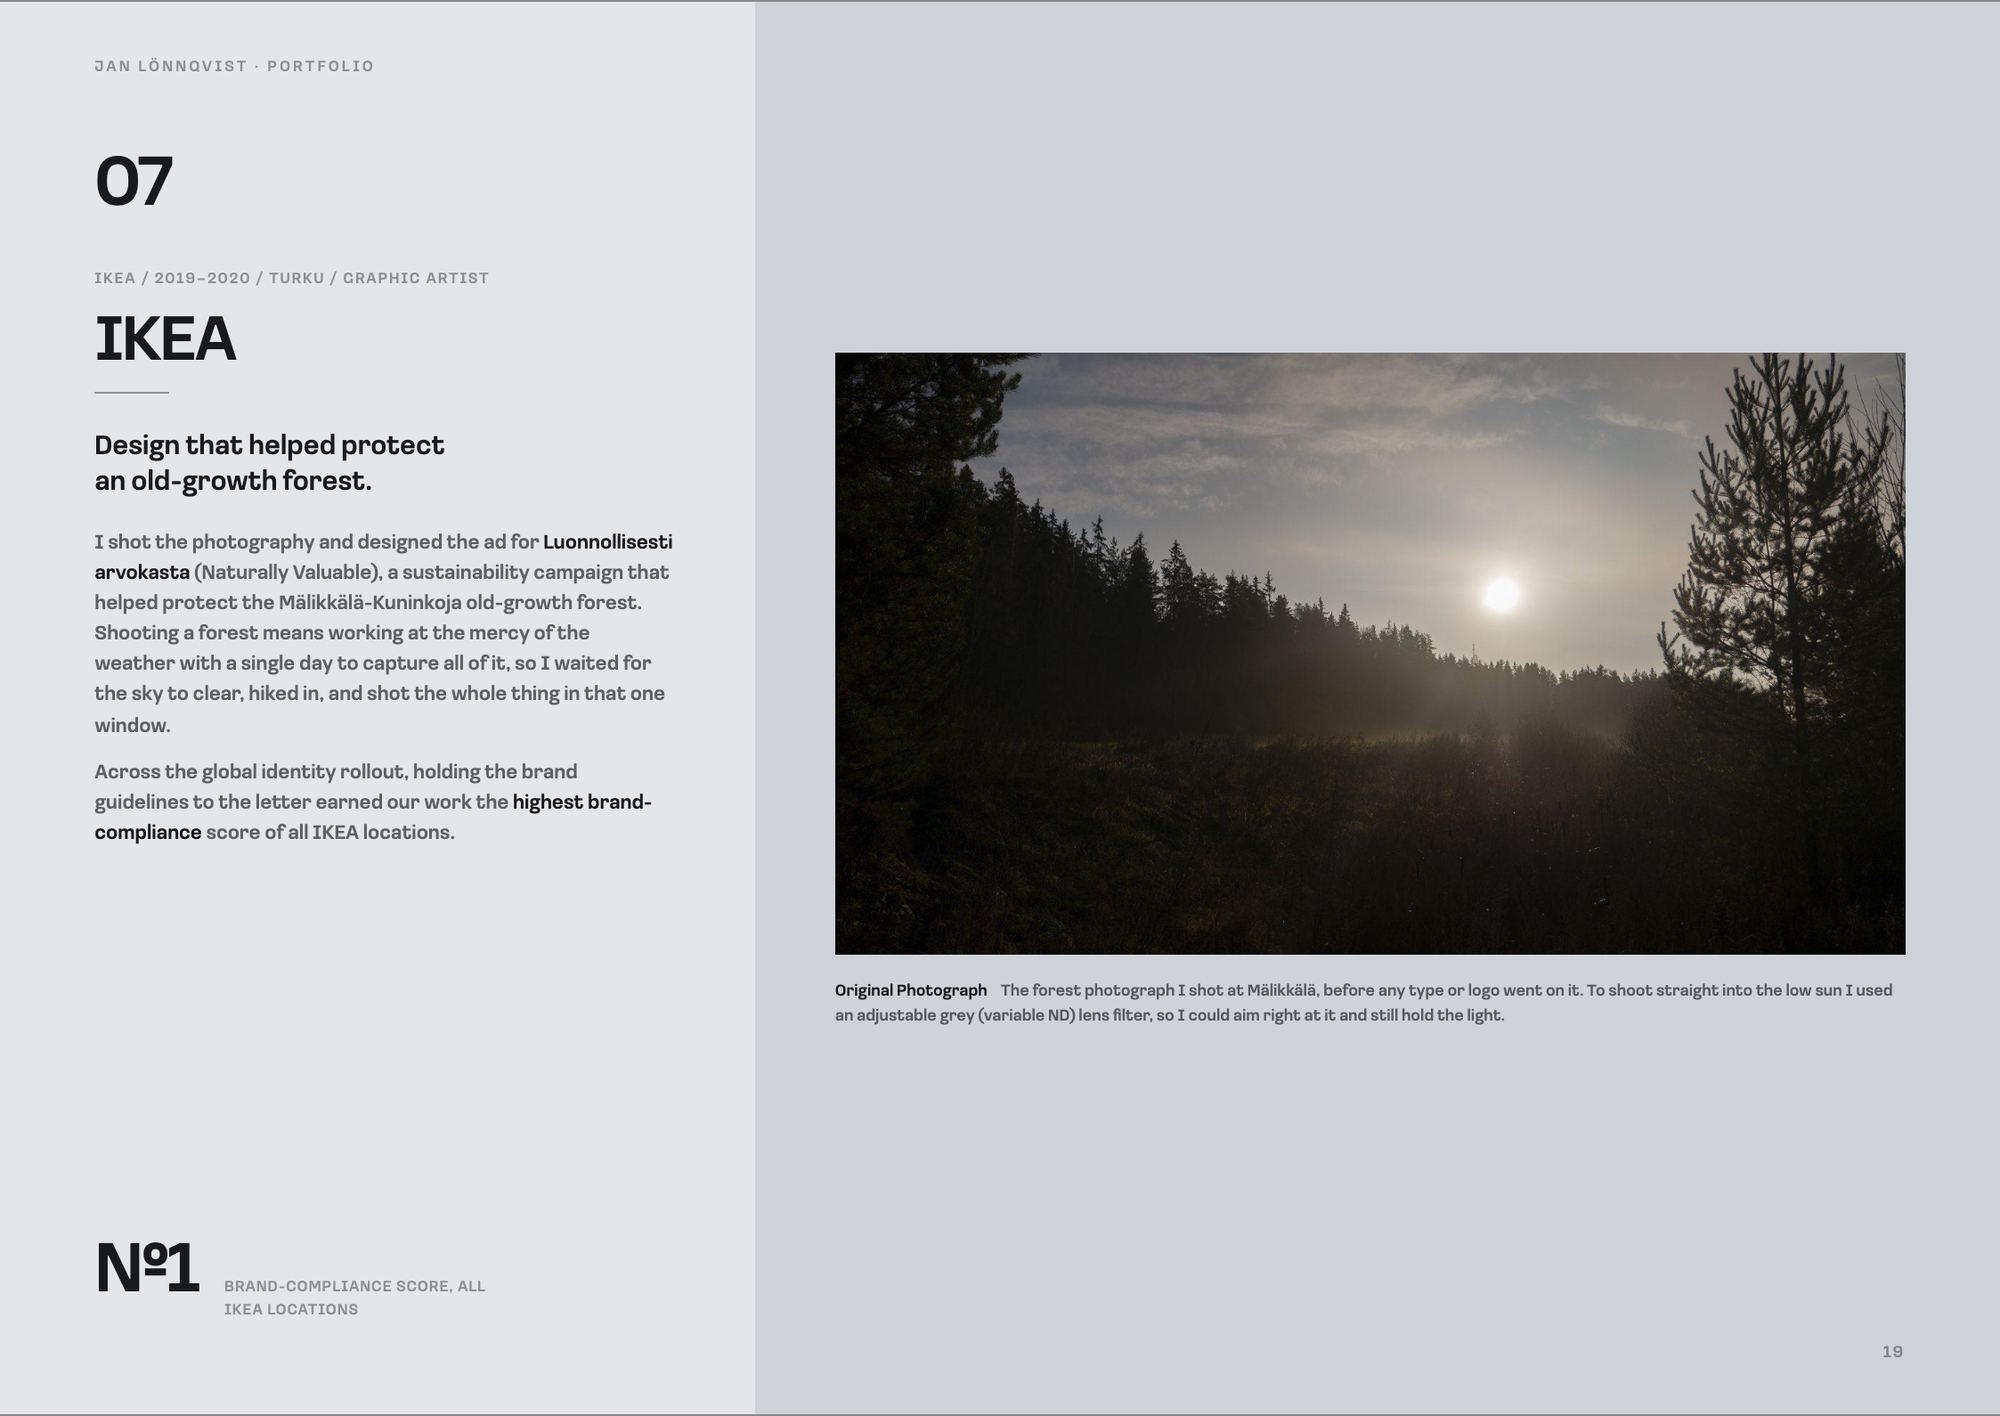 JAN LÖNNQVIST · PORTFOLIO
07
IKEA / 2019–2020 / TURKU / GRAPHIC ARTIST
IKEA
Design that helped protect
an old-growth forest.
I shot the photography and designed the ad for Luonnollisesti
arvokasta (Naturally Valuable), a sustainability campaign that
helped protect the Mälikkälä-Kuninkoja old-growth forest.
Shooting a forest means working at the mercy of the
weather with a single day to capture all of it, so I waited for
the sky to clear, hiked in, and shot the whole thing in that one
window.
Across the global identity rollout, holding the brand
guidelines to the letter earned our work the highest brand-
compliance score of all IKEA locations.
Nº1
BRAND-COMPLIANCE SCORE, ALL
IKEA LOCATIONS
Original Photograph The forest photograph I shot at Mälikkälä, before any type or logo went on it. To shoot straight into the low sun I used
an adjustable grey (variable ND) lens filter, so I could aim right at it and still hold the light.
19